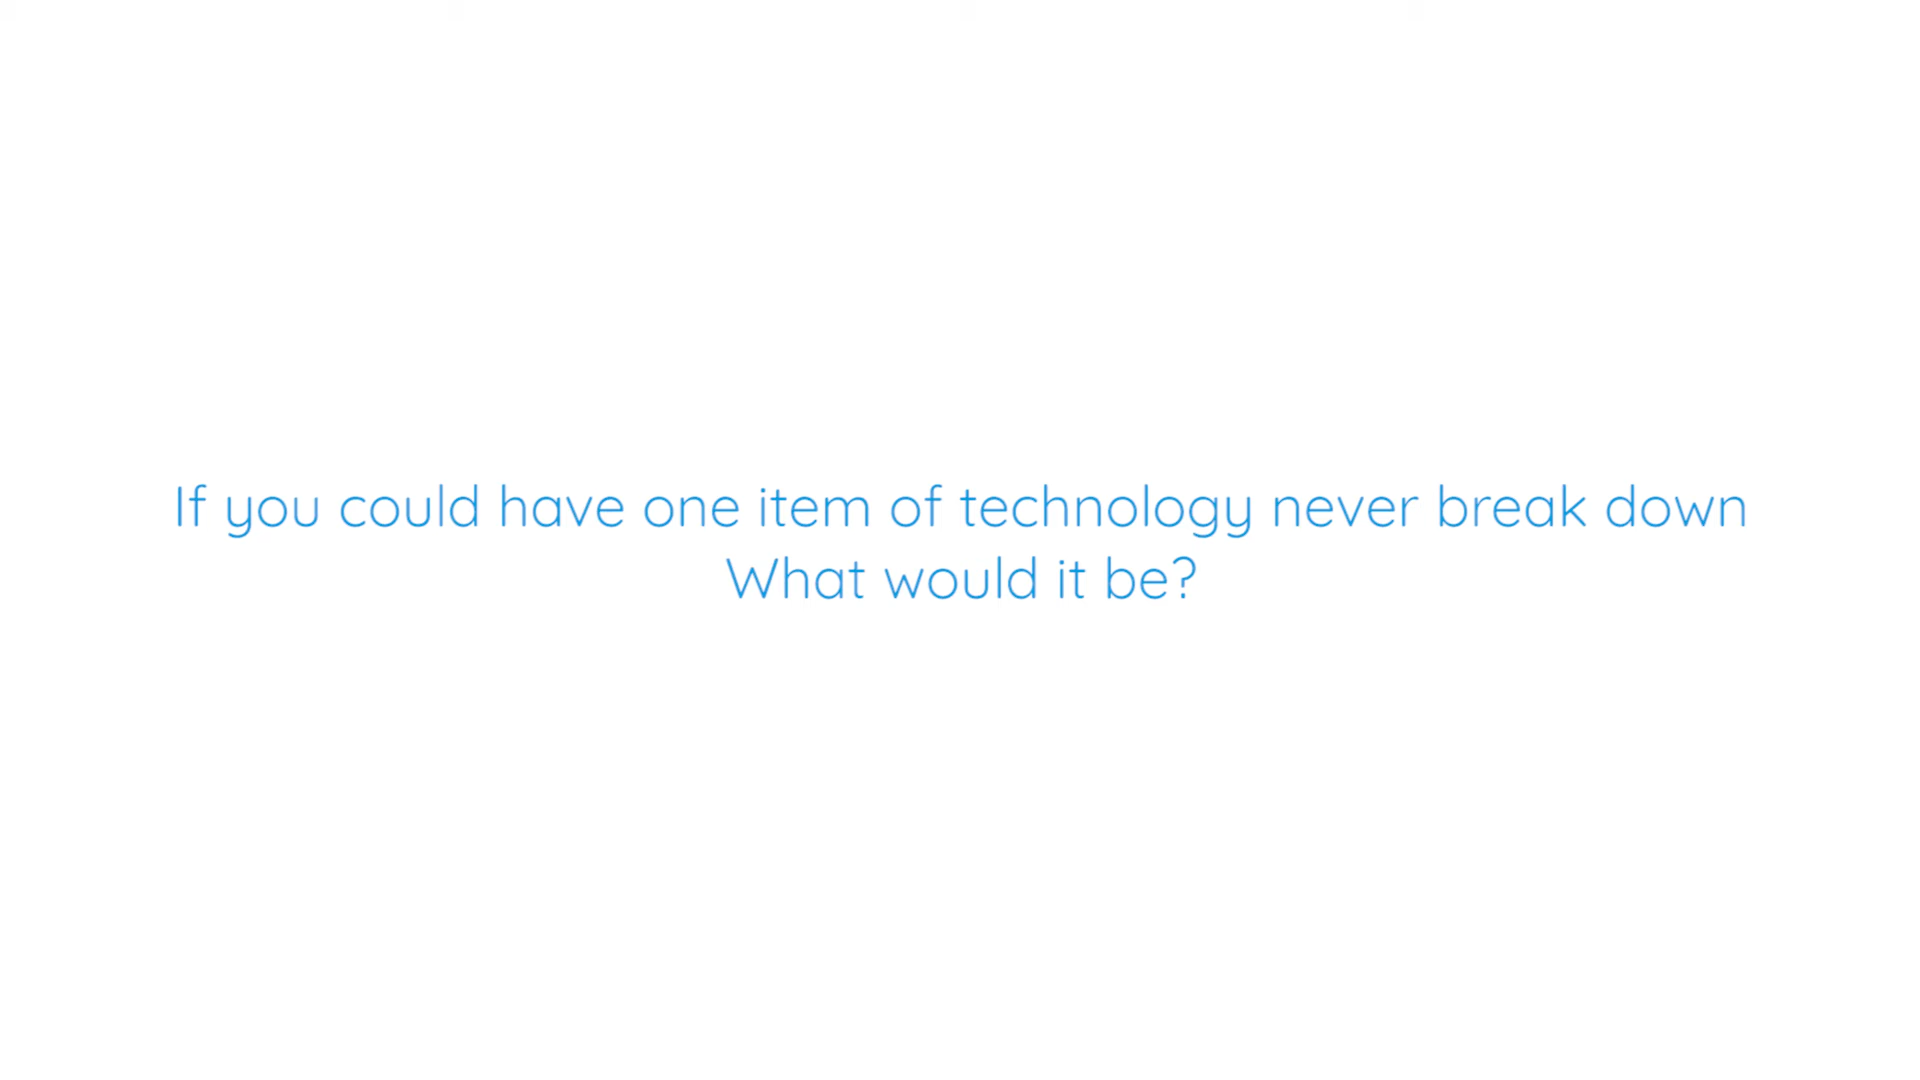 If you could have one item of technology never break down
What would it be?